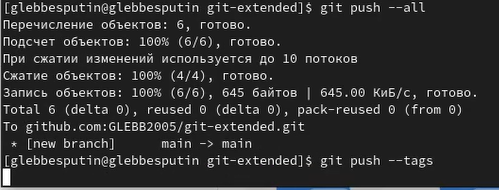 [glebbesputin@glebbesputin git-extended]$ git push --all
Перечисление объектов: 6, готово.
Подсчет объектов: 100% (6/6), готово.
При сжатии изменений используется до 10 потоков
Сжатие объектов: 100% (4/4), готово.
Запись объектов: 100% (6/6), 645 байтов | 645.00 КиБ/с, готово.
Total 6 (delta 0), reused 0 (delta 0), pack-reused 0 (from 0)
To github.com:GLEBB2005/git-extended.git
 * [new branch]      main -> main
[glebbesputin@glebbesputin git-extended]$ git push --tags